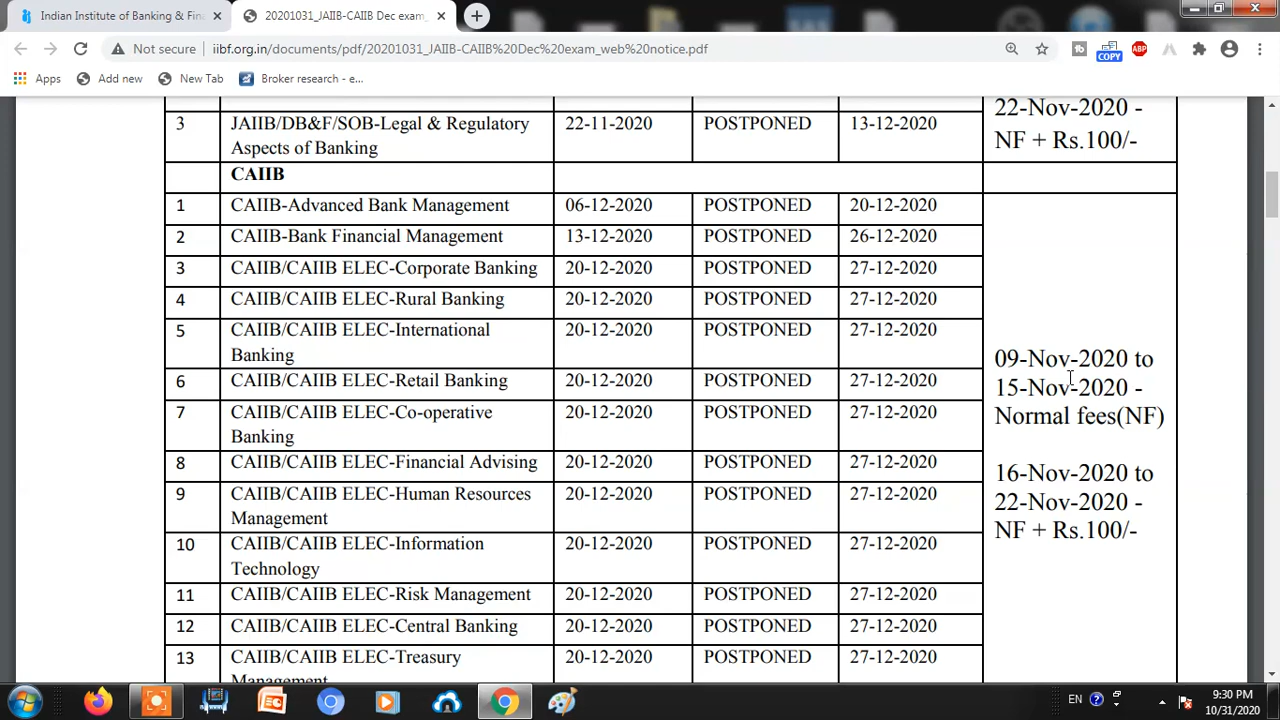 Indian Institute of Banking & Fin
20201031_JAIIB-CAIIB Dec exam_
Not secure | iibf.org.in/documents/pdf/20201031_JAIIB-CAIIB%20Dec%20exam_web%20notice.pdf
COPY
ABP
Apps Add new New Tab Broker research - e...
22-Nov-2020 -
NF + Rs.100/-
3 JAIIB/DB&F/SOB-Legal & Regulatory 22-11-2020 POSTPONED 13-12-2020
Aspects of Banking
CAIIB
1 CAIIB-Advanced Bank Management 06-12-2020 POSTPONED 20-12-2020
2 CAIIB-Bank Financial Management 13-12-2020 POSTPONED 26-12-2020
3 CAIIB/CAIIB ELEC-Corporate Banking 20-12-2020 POSTPONED 27-12-2020
4 CAIIB/CAIIB ELEC-Rural Banking 20-12-2020 POSTPONED 27-12-2020
5 CAIIB/CAIIB ELEC-International 20-12-2020 POSTPONED 27-12-2020
Banking
6 CAIIB/CAIIB ELEC-Retail Banking 20-12-2020 POSTPONED 27-12-2020
7 CAIIB/CAIIB ELEC-Co-operative 20-12-2020 POSTPONED 27-12-2020
Banking
8 CAIIB/CAIIB ELEC-Financial Advising 20-12-2020 POSTPONED 27-12-2020
9 CAIIB/CAIIB ELEC-Human Resources 20-12-2020 POSTPONED 27-12-2020
Management
10 CAIIB/CAIIB ELEC-Information 20-12-2020 POSTPONED 27-12-2020
Technology
11 CAIIB/CAIIB ELEC-Risk Management 20-12-2020 POSTPONED 27-12-2020
12 CAIIB/CAIIB ELEC-Central Banking 20-12-2020 POSTPONED 27-12-2020
13 CAIIB/CAIIB ELEC-Treasury 20-12-2020 POSTPONED 27-12-2020
Management
09-Nov-2020 to
15-Nov-2020 -
Normal fees(NF)
16-Nov-2020 to
22-Nov-2020 -
NF + Rs.100/-
EN
9:30 PM
10/31/2020